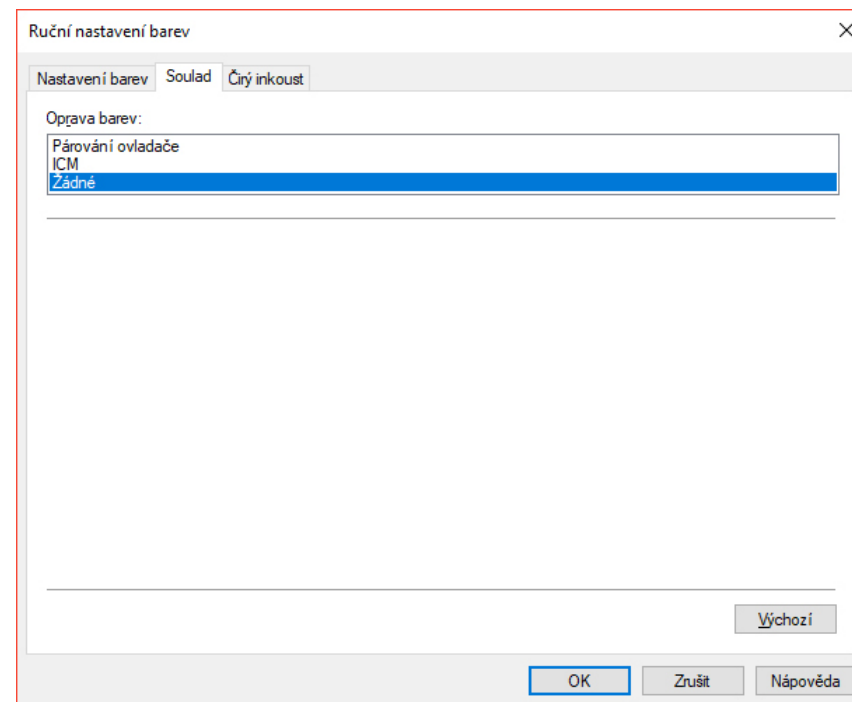 Ruční nastavení barev
Nastavení barev Soulad Čirý inkoust
Oprava barev:
Párování ovladače
ICM
Žádné
Výchozí
OK Zrušit Nápověda